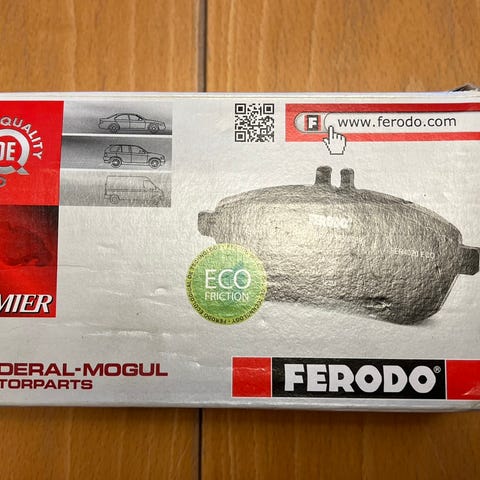 QUALITY
www.ferodo.com
F
FERODO
ECO
FRICTION
MIER
DERAL-MOGUL
TORPARTS
FERODO®